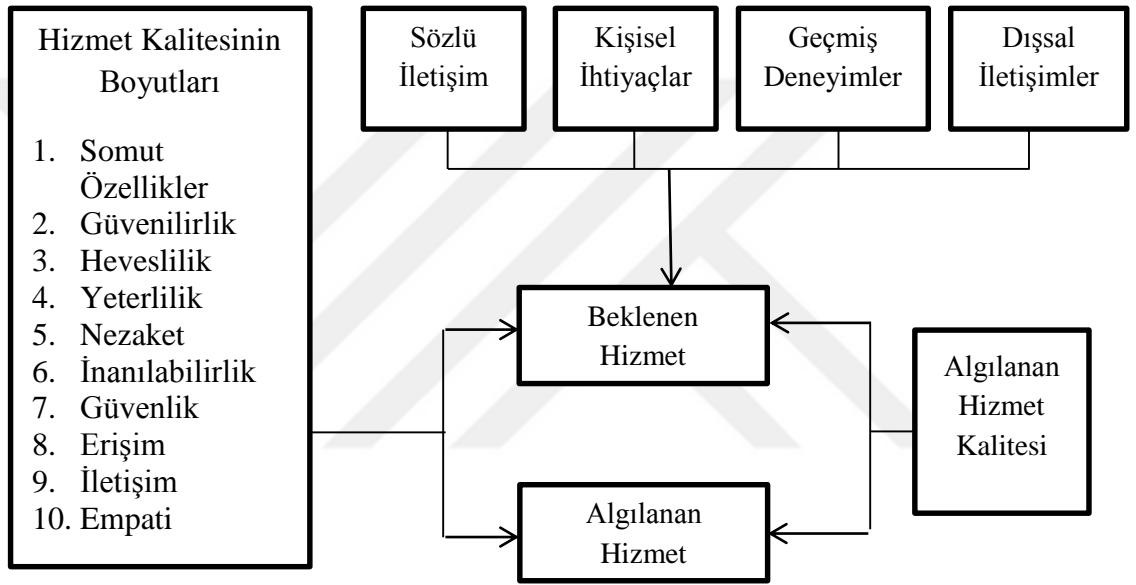 Hizmet Kalitesinin
Boyutları
1. Somut
Özellikler
2. Güvenilirlik
3. Heveslilik
4. Yeterlilik
5. Nezaket
6. İnanılabilirlik
7. Güvenlik
8. Erişim
9. İletişim
10. Empati
Sözlü
İletişim
Kişisel
İhtiyaçlar
Geçmiş
Deneyimler
Dışsal
İletişimler
Beklenen
Hizmet
Algılanan
Hizmet
Algılanan
Hizmet
Kalitesi